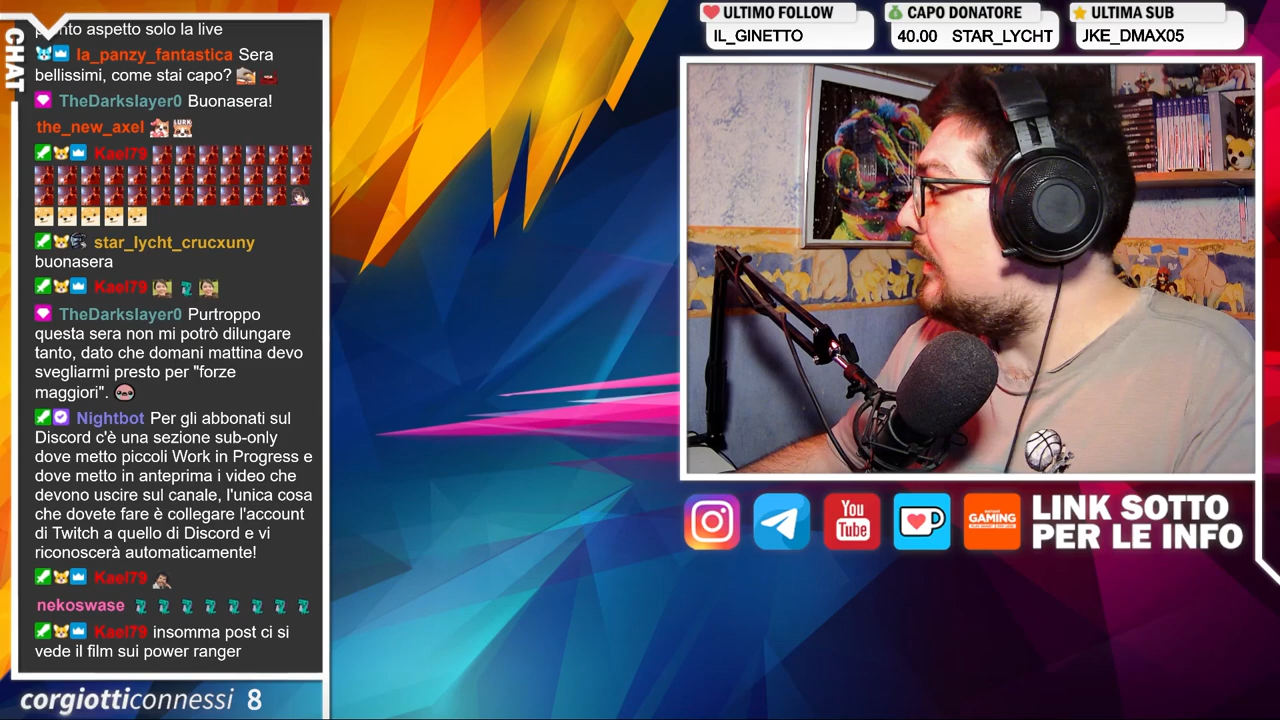 CHAT
pronto aspetto solo la live
la_panzy_fantastica Sera
bellissimi, come stai capo?
TheDarkslayer0 Buonasera!
the_new_axel
Kael79
star_lycht_crucxuny
buonasera
Kael79
TheDarkslayer0 Purtroppo
questa sera non mi potrò dilungare
tanto, dato che domani mattina devo
svegliarmi presto per "forze
maggiori".
Nightbot Per gli abbonati sul
Discord c'è una sezione sub-only
dove metto piccoli Work in Progress e
dove metto in anteprima i video che
devono uscire sul canale, l'unica cosa
che dovete fare è collegare l'account
di Twitch a quello di Discord e vi
riconoscerà automaticamente!
Kael79
nekoswase
Kael79 insomma post ci si
vede il film sui power ranger
corgiotticonnessi 8
ULTIMO FOLLOW
IL_GINETTO
CAPO DONATORE
40.00 STAR_LYCHT
ULTIMA SUB
JKE_DMAX05
You
Tube
INSTANT
GAMING
LINK SOTTO
PER LE INFO